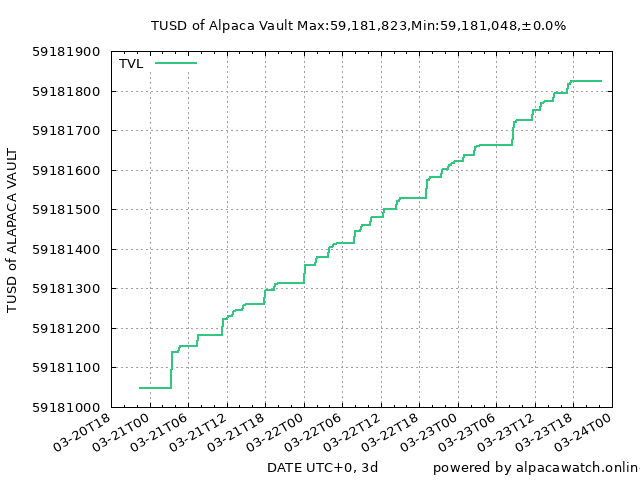 TUSD of Alpaca Vault Max:59,181,823,Min:59,181,048,±0.0%
TVL
59181900
59181800
59181700
59181600
59181500
59181400
59181300
59181200
59181100
59181000
TUSD of ALAPACA VAULT
03-20T18
03-21T00
03-21T06
03-21T12
03-21T18
03-22T00
03-22T06
03-22T12
03-22T18
03-23T00
03-23T06
03-23T12
03-23T18
03-24T00
DATE UTC+0, 3d
powered by alpacawatch.onlin